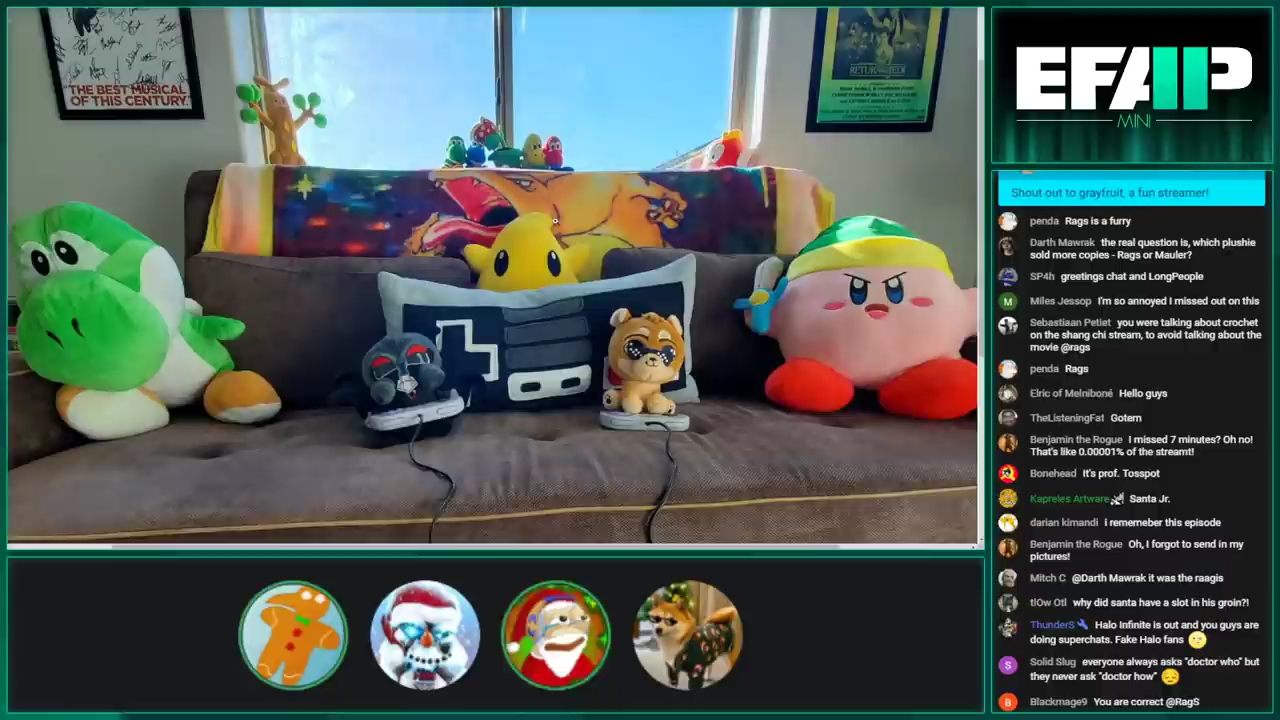 THE BEST MUSICAL
OF THIS CENTURY.
EFAP
MINI
Shout out to grayfruit, a fun streamer!
penda Rags is a furry
Darth Mawrak the real question is, which plushie
sold more copies - Rags or Mauler?
SP4h greetings chat and LongPeople
M Miles Jessop I'm so annoyed I missed out on this
Sebastiaan Petiet you were talking about crochet
on the shang chi stream, to avoid talking about the
movie @rags
penda Rags
Elric of Melniboné Hello guys
TheListeningFat Gotem
Benjamin the Rogue I missed 7 minutes? Oh no!
That's like 0.00001% of the streamt!
Bonehead It's prof. Tosspot
Kapreles Artware Santa Jr.
darian kimandi i rememeber this episode
Benjamin the Rogue Oh, I forgot to send in my
pictures!
Mitch C @Darth Mawrak it was the raagis
tlOw Otl why did santa have a slot in his groin?!
ThunderS Halo Infinite is out and you guys are
doing superchats. Fake Halo fans
S Solid Slug everyone always asks "doctor who" but
they never ask "doctor how"
B Blackmage9 You are correct @RagS